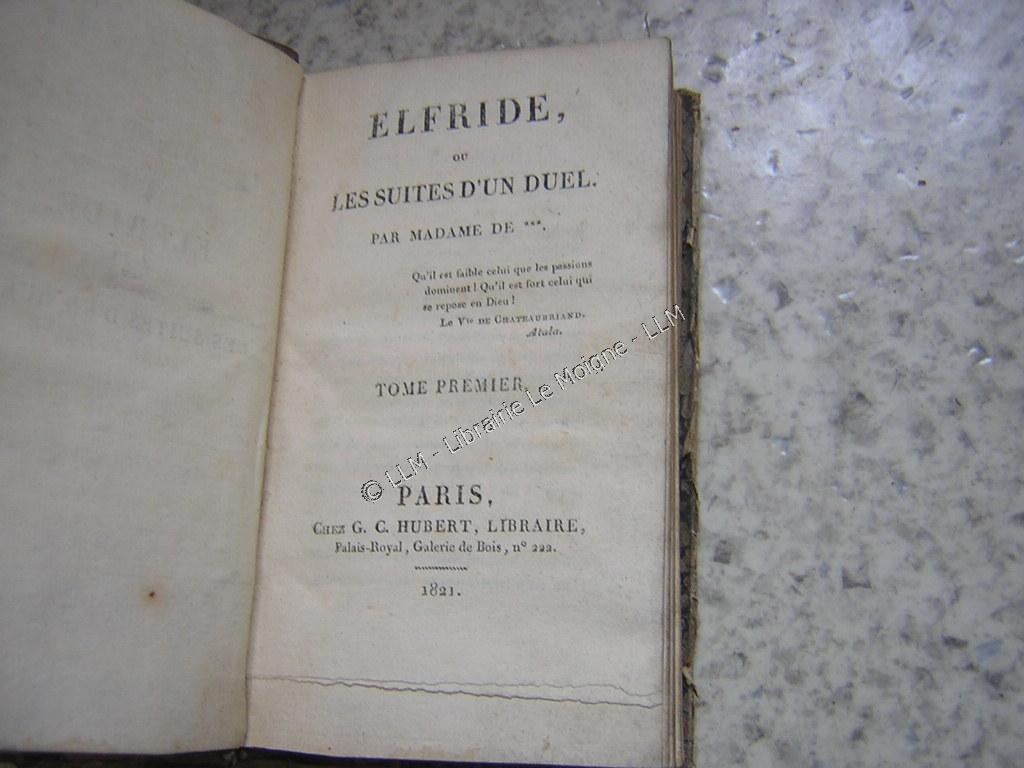 ELFRIDE,
OU
LES SUITES D'UN DUEL.
PAR MADAME DE ***.
Qu'il est faible celui que les passions
dominent! Qu'il est fort celui qui
se repose en Dieu!
Le Vte DE CHATEAUBRIAND.
Atala.
TOME PREMIER.
© LLM - Librairie Le Moigne - LLM
PARIS,
CHEZ G. C. HUBERT, LIBRAIRE,
Palais-Royal, Galerie de Bois, n° 222.
1821.